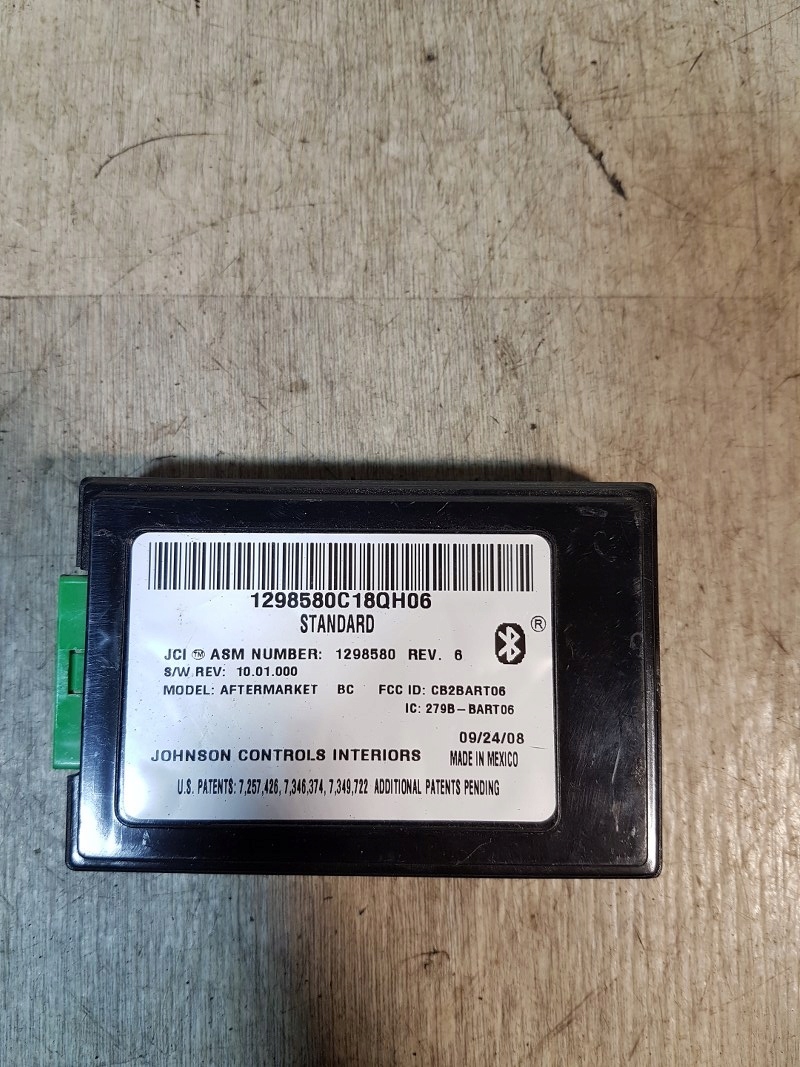 1298580C18QH06
STANDARD
®
JCI ™ ASM NUMBER: 1298580 REV. 6
S/W REV: 10.01.000
MODEL: AFTERMARKET BC FCC ID: CB2BART06
IC: 279B-BART06
09/24/08
JOHNSON CONTROLS INTERIORS MADE IN MEXICO
U.S. PATENTS: 7,257,426, 7,346,374, 7,349,722 ADDITIONAL PATENTS PENDING